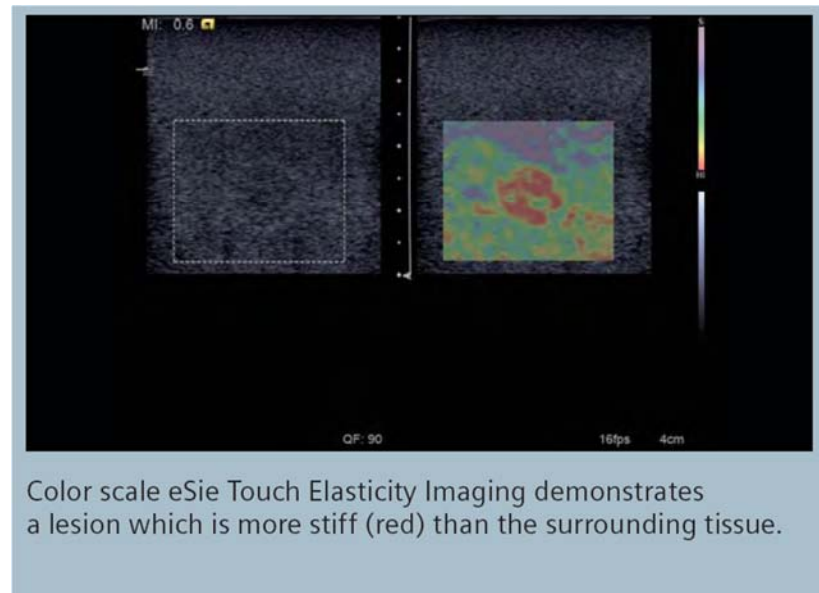 MI: 0.6
S
HI
QF: 90
16fps 4cm
Color scale eSie Touch Elasticity Imaging demonstrates
a lesion which is more stiff (red) than the surrounding tissue.